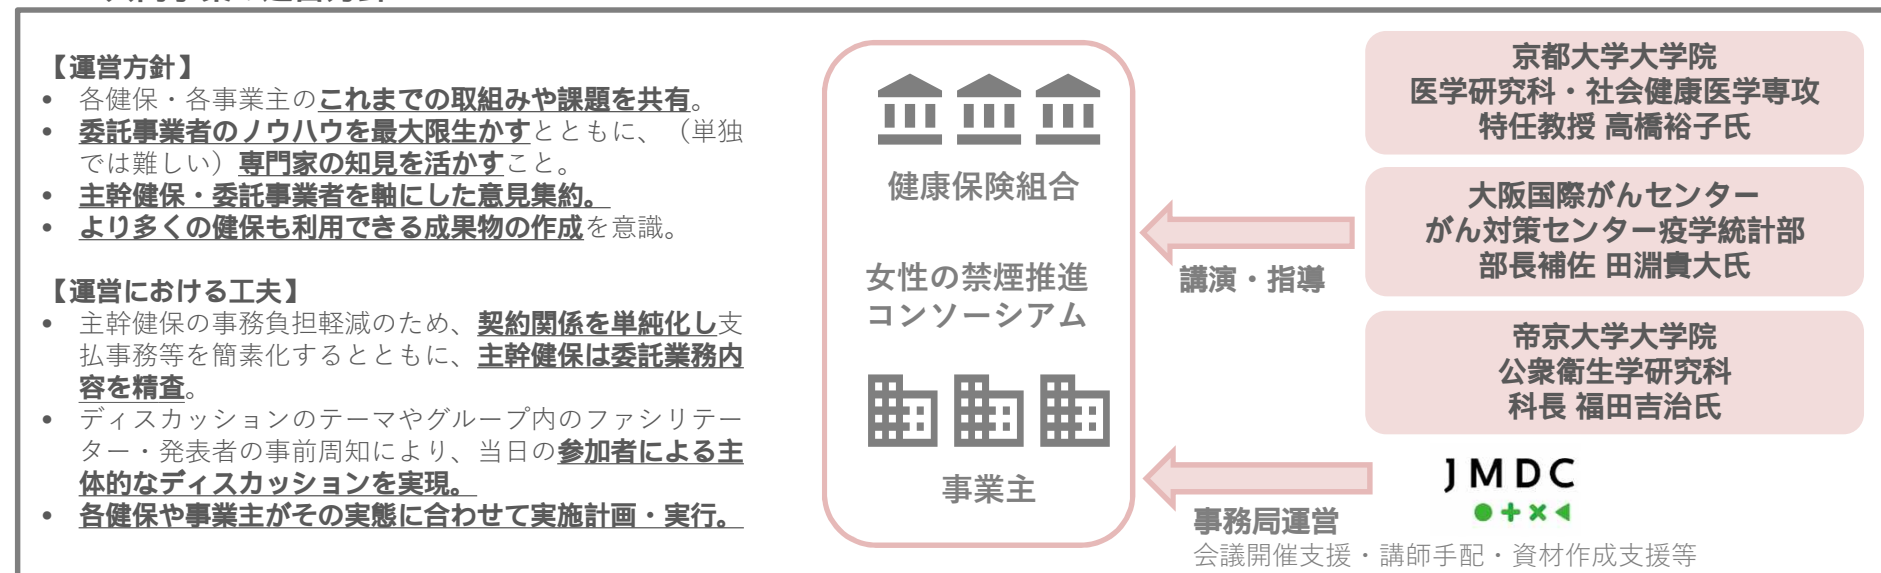 【運営方針】
• 各健保・各事業主のこれまでの取組みや課題を共有。
• 委託事業者のノウハウを最大限生かすとともに、（単独
では難しい）専門家の知見を活かすこと。
• 主幹健保・委託事業者を軸にした意見集約。
• より多くの健保も利用できる成果物の作成を意識。
【運営における工夫】
• 主幹健保の事務負担軽減のため、契約関係を単純化し支
払事務等を簡素化するとともに、主幹健保は委託業務内
容を精査。
• ディスカッションのテーマやグループ内のファシリテー
ター・発表者の事前周知により、当日の参加者による主
体的なディスカッションを実現。
• 各健保や事業主がその実態に合わせて実施計画・実行。
健康保険組合
女性の禁煙推進
コンソーシアム
事業主
講演・指導
京都大学大学院
医学研究科・社会健康医学専攻
特任教授 高橋裕子氏
大阪国際がんセンター
がん対策センター疫学統計部
部長補佐 田淵貴大氏
帝京大学大学院
公衆衛生学研究科
科長 福田吉治氏
JMDC
事務局運営
会議開催支援・講師手配・資材作成支援等